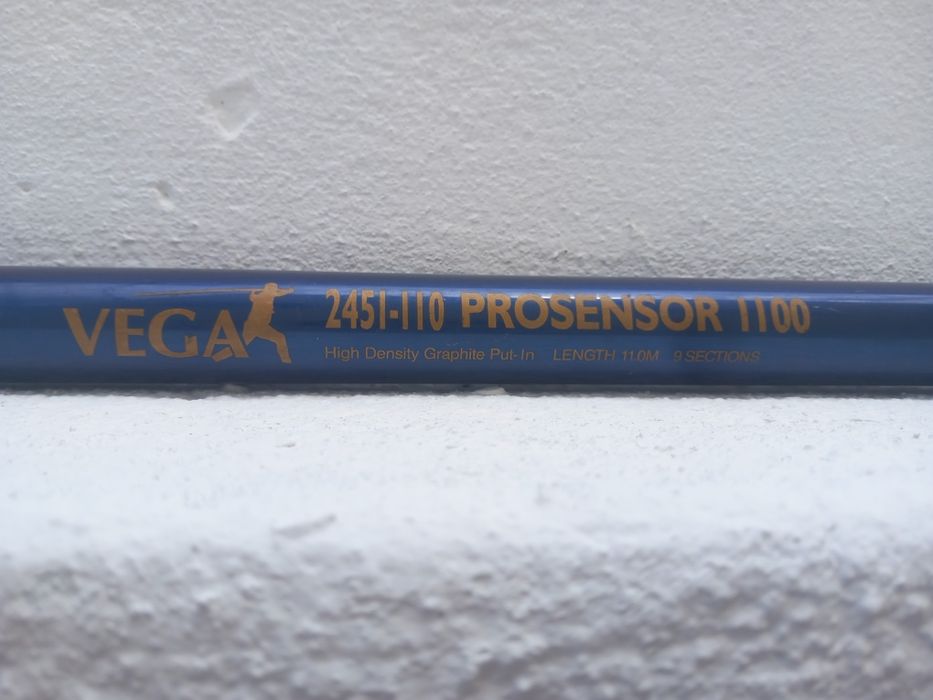 VEGA 2451-110 PROSENSOR 1100
High Density Graphite Put-In LENGTH 11.0M 9 SECTIONS